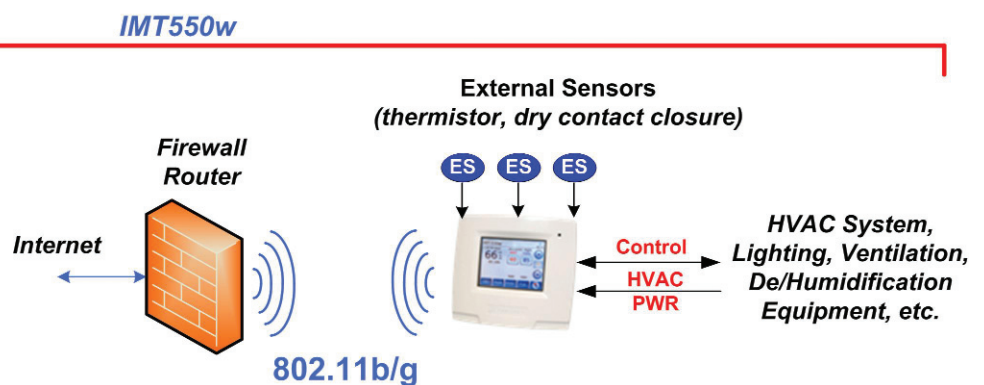 IMT550w
External Sensors
(thermistor, dry contact closure)
Firewall
Router
ES ES ES
Internet
Control
HVAC
PWR
HVAC System,
Lighting, Ventilation,
De/Humidification
Equipment, etc.
802.11b/g
66